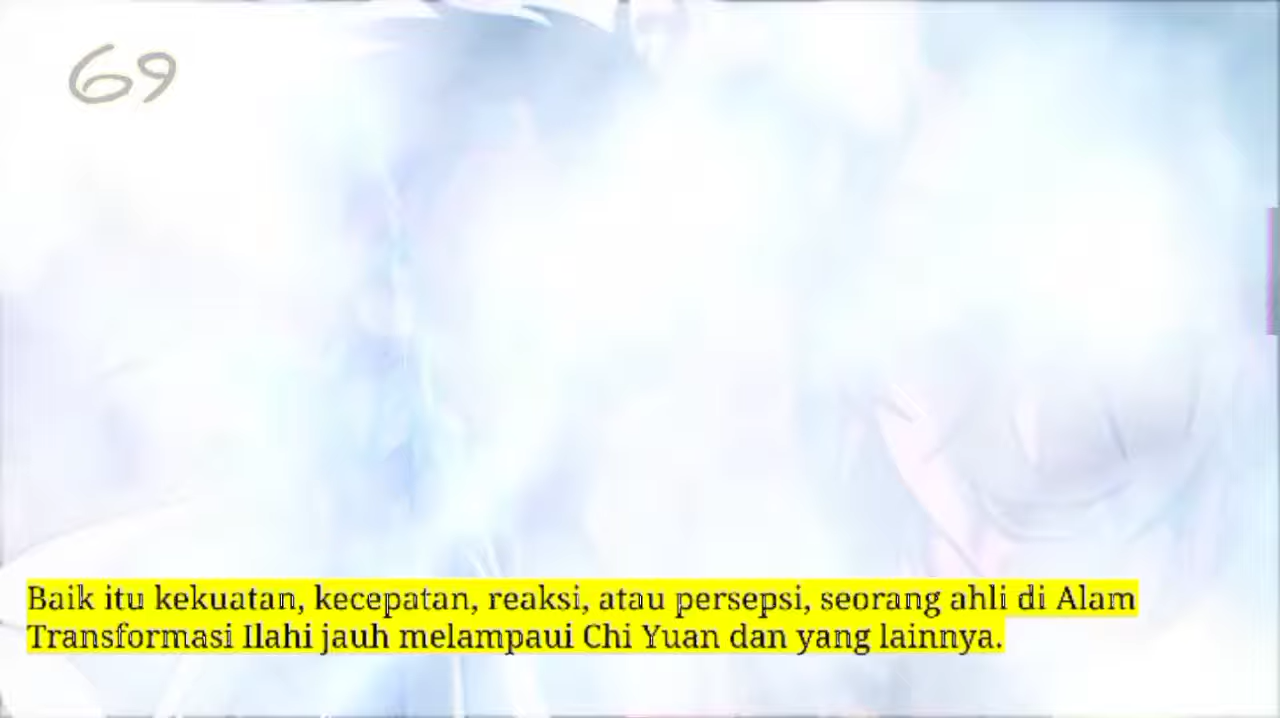 69
Baik itu kekuatan, kecepatan, reaksi, atau persepsi, seorang ahli di Alam
Transformasi Ilahi jauh melampaui Chi Yuan dan yang lainnya.